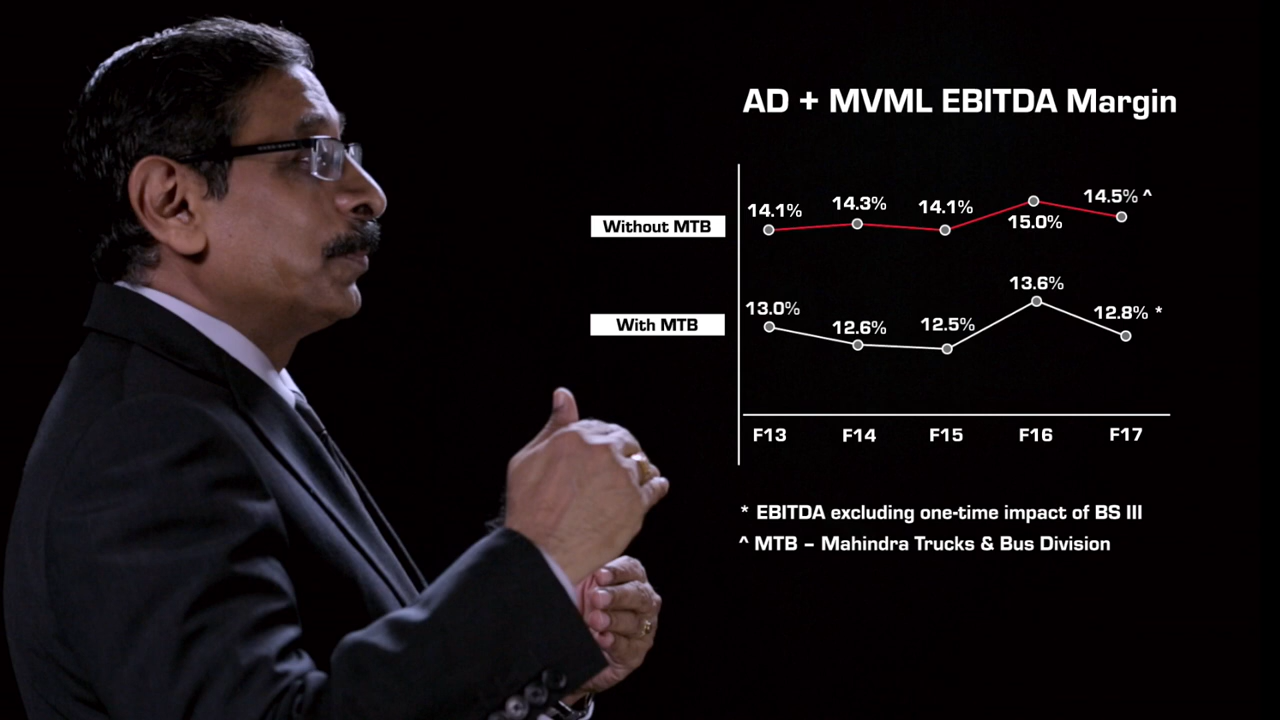 AD + MVML EBITDA Margin
Without MTB
14.1% 14.3% 14.1% 15.0% 14.5% ^
With MTB
13.0% 12.6% 12.5% 13.6% 12.8% *
F13 F14 F15 F16 F17
* EBITDA excluding one-time impact of BS III
^ MTB – Mahindra Trucks & Bus Division